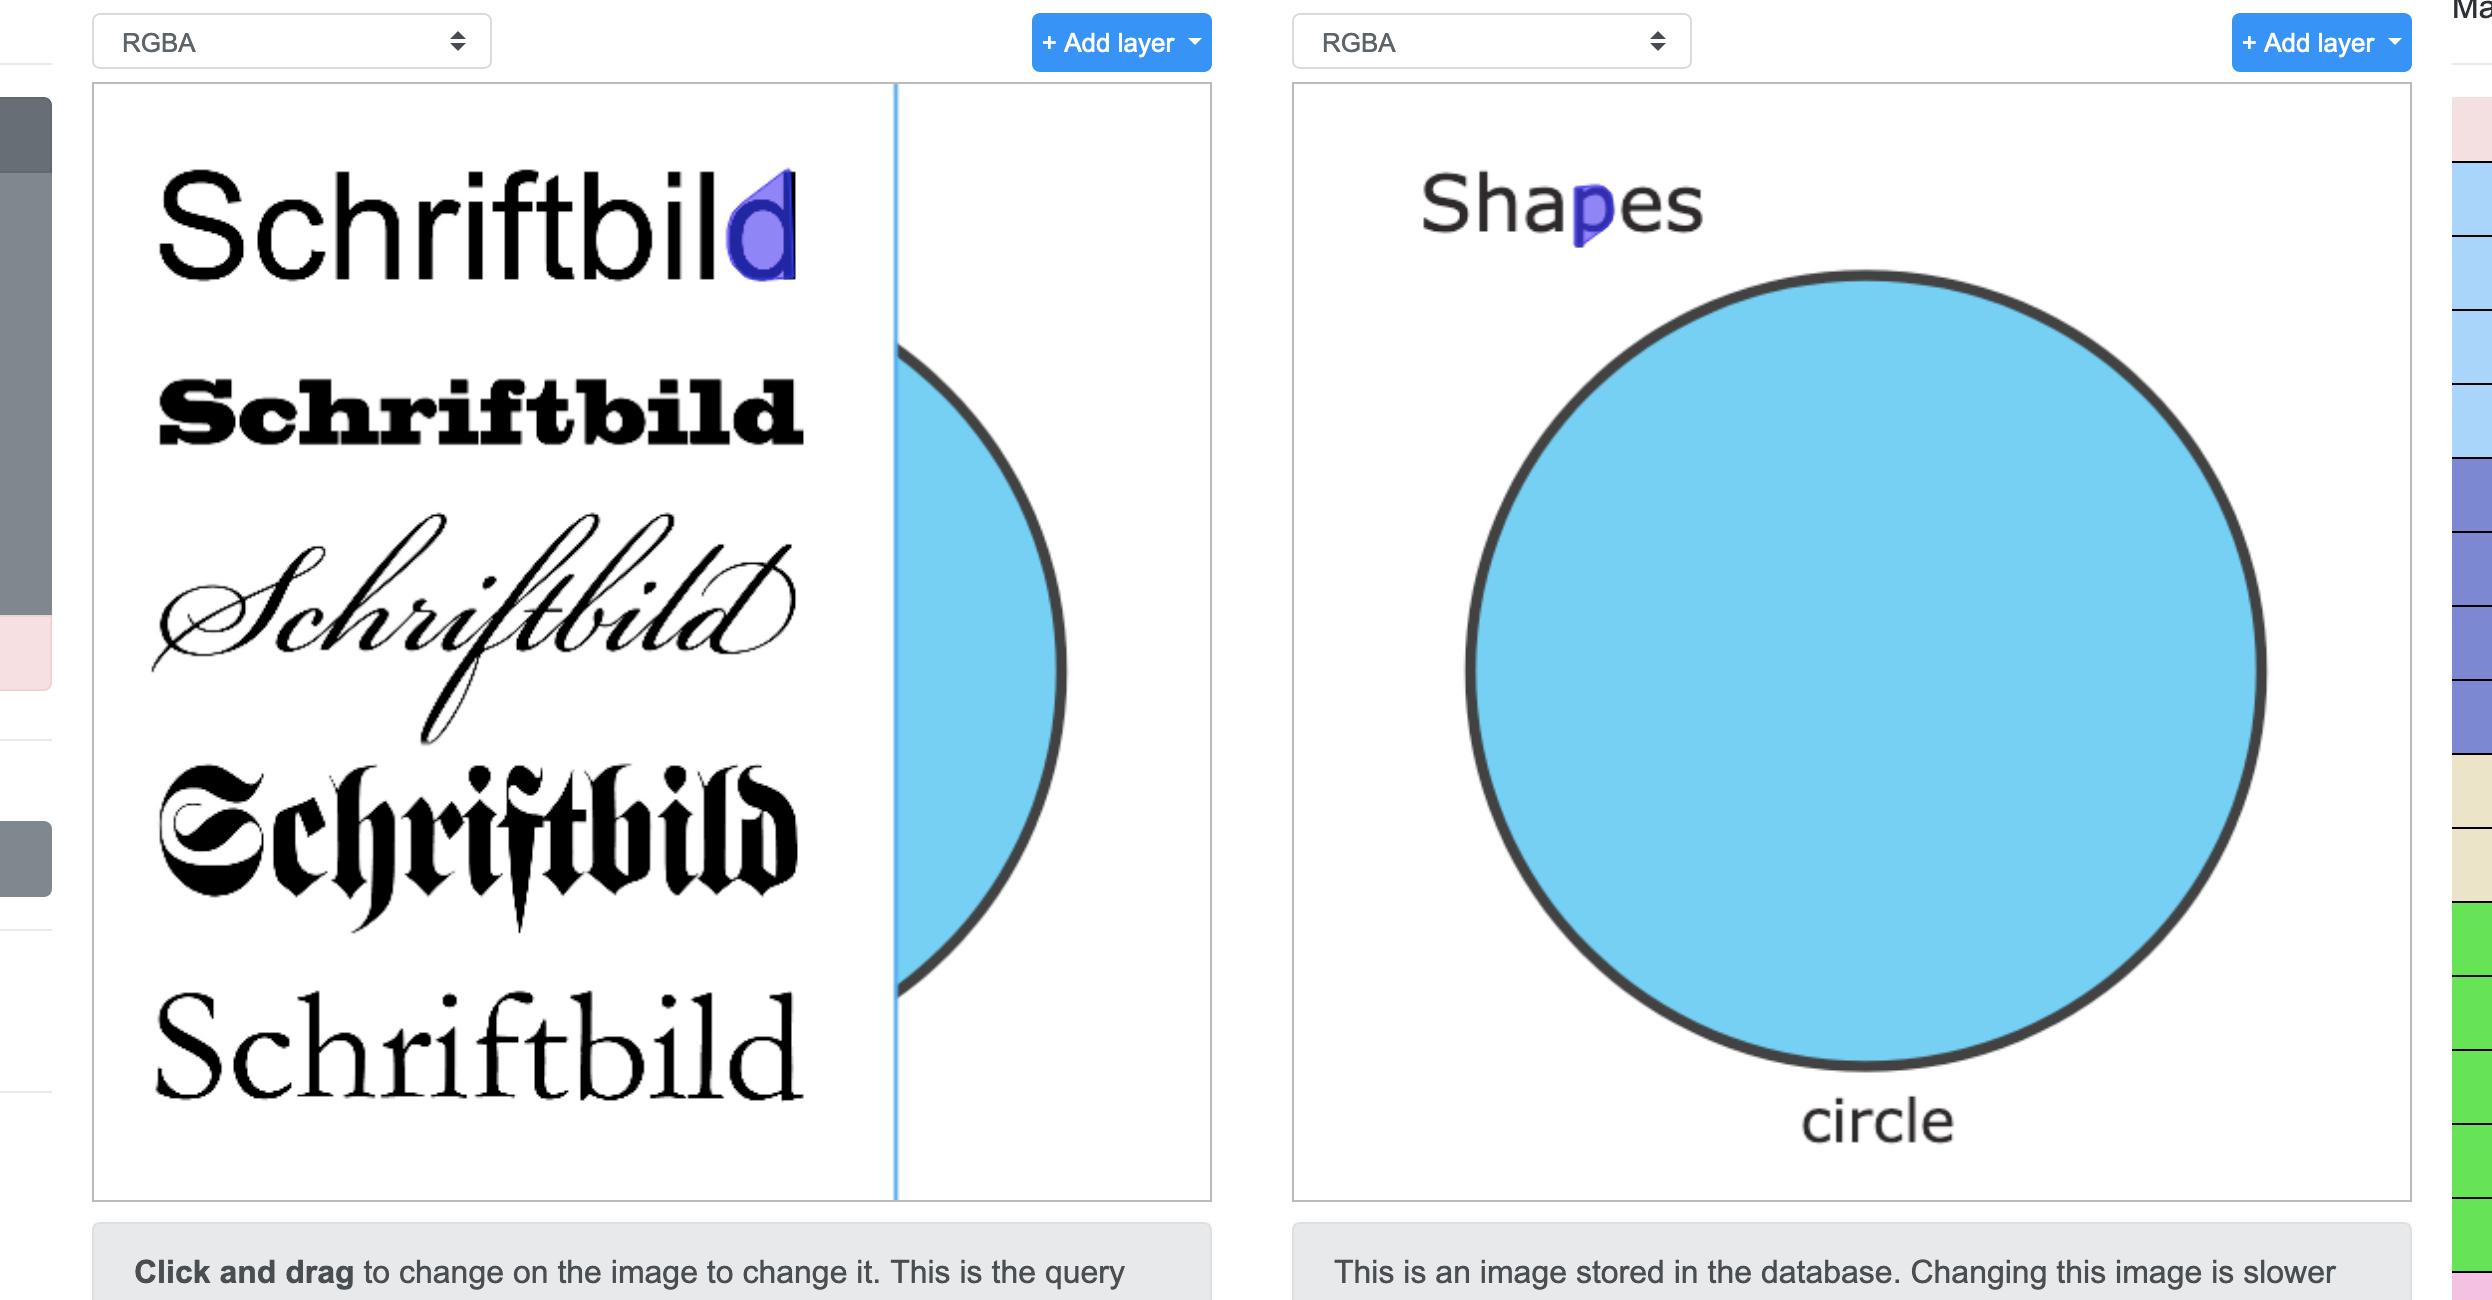 RGBA
+ Add layer
Schriftbild
Schriftbild
Schriftbild
Schriftbild
Schriftbild
Click and drag to change on the image to change it. This is the query
RGBA
+ Add layer
Shapes
circle
This is an image stored in the database. Changing this image is slower